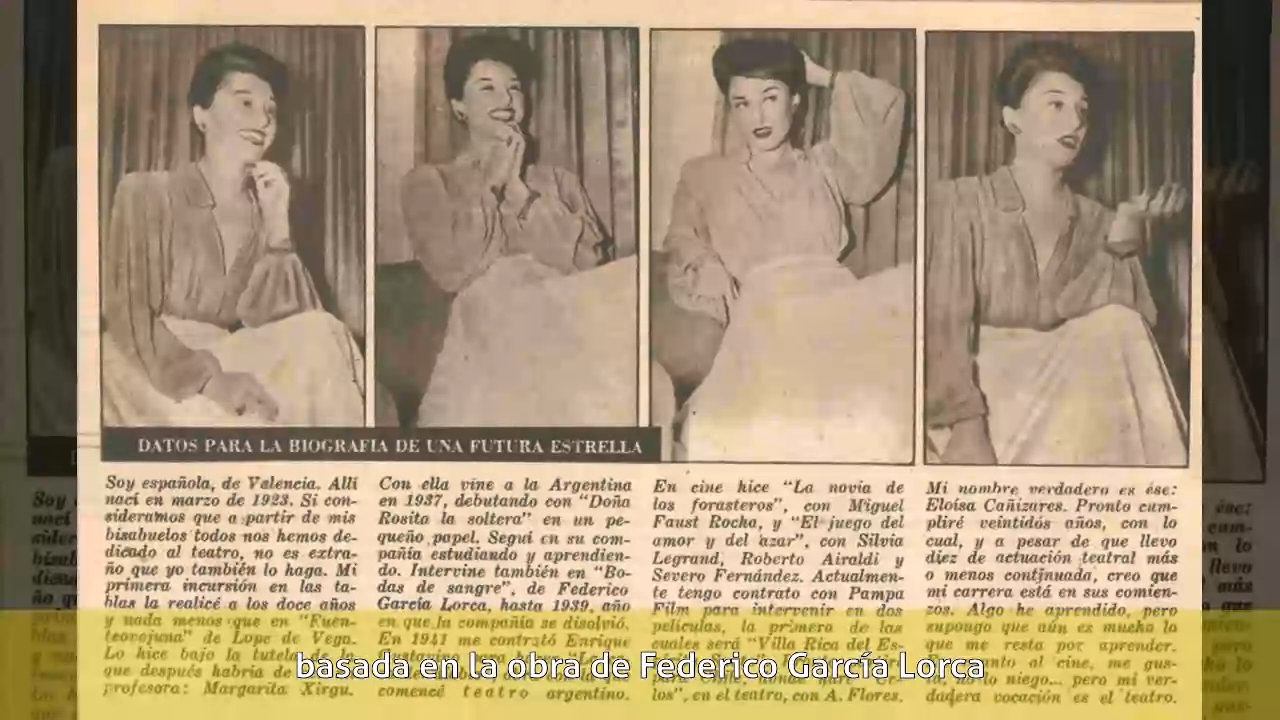 DATOS PARA LA BIOGRAFIA DE UNA FUTURA ESTRELLA
Soy española, de Valencia. Allí
nací en marzo de 1923. Si con-
sideramos que a partir de mis
bisabuelos todos nos hemos de-
dicado al teatro, no es extra-
ño que yo también lo haga. Mi
primera incursión en las ta-
blas la realicé a los doce años
y nada menos que en "Fuen-
teovejuna" de Lope de Vega.
Lo hice bajo la tutela de la
que después habría de
profesora: Margarita Xirgu.
Con ella vine a la Argentina
en 1937, debutando con "Doña
Rosita la soltera" en un pe-
queño papel. Seguí en su com-
pañía estudiando y aprendien-
do. Intervine también en "Bo-
das de sangre", de Federico
García Lorca, hasta 1939, año
en que la compañía se disolvió.
En 1941 me contrató Enrique
comencé teatro argentino.
En cine hice "La novia de
los forasteros", con Miguel
Faust Rocha, y "El juego del
amor y del azar", con Silvia
Legrand, Roberto Airaldi y
Severo Fernández. Actualmen-
te tengo contrato con Pampa
Film para intervenir en dos
películas, la primera de las
cuales será "Villa Rica del Es-
los", en el teatro, con A. Flores.
Mi nombre verdadero es ése:
Eloísa Cañizares. Pronto cum-
pliré veintidós años, con lo
cual, y a pesar de que llevo
diez de actuación teatral más
o menos continuada, creo que
mi carrera está en sus comien-
zos. Algo he aprendido, pero
supongo que aún es mucho lo
que me resta por aprender.
al cine, me gus-
niego... pero mi ver-
dadera vocación es el teatro.
basada en la obra de Federico García Lorca